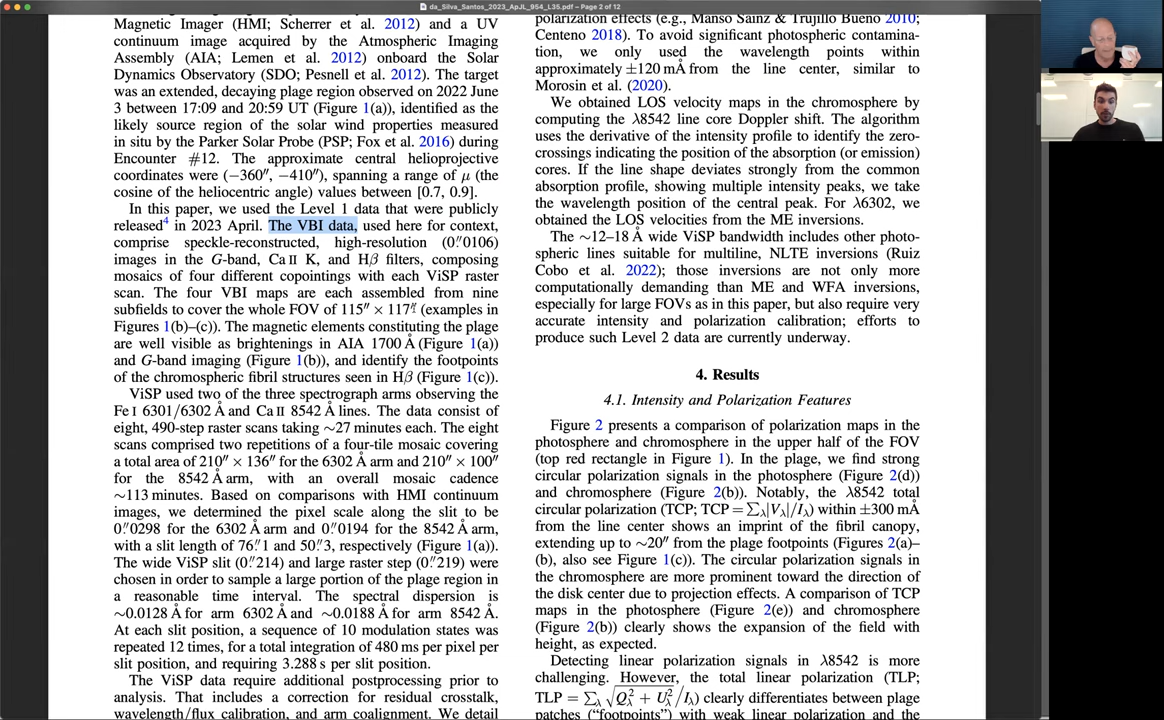 da_Silva_Santos_2023_ApJL_954_L35.pdf – Page 2 of 12
Magnetic Imager (HMI; Scherrer et al. 2012) and a UV
continuum image acquired by the Atmospheric Imaging
Assembly (AIA; Lemen et al. 2012) onboard the Solar
Dynamics Observatory (SDO; Pesnell et al. 2012). The target
was an extended, decaying plage region observed on 2022 June
3 between 17:09 and 20:59 UT (Figure 1(a)), identified as the
likely source region of the solar wind properties measured
in situ by the Parker Solar Probe (PSP; Fox et al. 2016) during
Encounter #12. The approximate central helioprojective
coordinates were (−360″, −410″), spanning a range of μ (the
cosine of the heliocentric angle) values between [0.7, 0.9].
In this paper, we used the Level 1 data that were publicly
released⁴ in 2023 April. The VBI data, used here for context,
comprise speckle-reconstructed, high-resolution (0.″0106)
images in the G-band, Ca II K, and Hβ filters, composing
mosaics of four different copointings with each ViSP raster
scan. The four VBI maps are each assembled from nine
subfields to cover the whole FOV of 115″ × 117″ (examples in
Figures 1(b)–(c)). The magnetic elements constituting the plage
are well visible as brightenings in AIA 1700 Å (Figure 1(a))
and G-band imaging (Figure 1(b)), and identify the footpoints
of the chromospheric fibril structures seen in Hβ (Figure 1(c)).
ViSP used two of the three spectrograph arms observing the
Fe I 6301/6302 Å and Ca II 8542 Å lines. The data consist of
eight, 490-step raster scans taking ∼27 minutes each. The eight
scans comprised two repetitions of a four-tile mosaic covering
a total area of 210″ × 136″ for the 6302 Å arm and 210″ × 100″
for the 8542 Å arm, with an overall mosaic cadence
∼113 minutes. Based on comparisons with HMI continuum
images, we determined the pixel scale along the slit to be
0.″0298 for the 6302 Å arm and 0.″0194 for the 8542 Å arm,
with a slit length of 76.″1 and 50.″3, respectively (Figure 1(a)).
The wide ViSP slit (0.″214) and large raster step (0.″219) were
chosen in order to sample a large portion of the plage region in
a reasonable time interval. The spectral dispersion is
∼0.0128 Å for arm 6302 Å and ∼0.0188 Å for arm 8542 Å.
At each slit position, a sequence of 10 modulation states was
repeated 12 times, for a total integration of 480 ms per pixel per
slit position, and requiring 3.288 s per slit position.
The ViSP data require additional postprocessing prior to
analysis. That includes a correction for residual crosstalk,
wavelength/flux calibration, and arm coalignment. We detail
polarization effects (e.g., Manso Sainz & Trujillo Bueno 2010;
Centeno 2018). To avoid significant photospheric contamina-
tion, we only used the wavelength points within
approximately ±120 mÅ from the line center, similar to
Morosin et al. (2020).
We obtained LOS velocity maps in the chromosphere by
computing the λ8542 line core Doppler shift. The algorithm
uses the derivative of the intensity profile to identify the zero-
crossings indicating the position of the absorption (or emission)
cores. If the line shape deviates strongly from the common
absorption profile, showing multiple intensity peaks, we take
the wavelength position of the central peak. For λ6302, we
obtained the LOS velocities from the ME inversions.
The ∼12–18 Å wide ViSP bandwidth includes other photo-
spheric lines suitable for multiline, NLTE inversions (Ruiz
Cobo et al. 2022); those inversions are not only more
computationally demanding than ME and WFA inversions,
especially for large FOVs as in this paper, but also require very
accurate intensity and polarization calibration; efforts to
produce such Level 2 data are currently underway.
4. Results
4.1. Intensity and Polarization Features
Figure 2 presents a comparison of polarization maps in the
photosphere and chromosphere in the upper half of the FOV
(top red rectangle in Figure 1). In the plage, we find strong
circular polarization signals in the photosphere (Figure 2(d))
and chromosphere (Figure 2(b)). Notably, the λ8542 total
circular polarization (TCP; TCP = ∑λ|Vλ|/Iλ) within ±300 mÅ
from the line center shows an imprint of the fibril canopy,
extending up to ∼20″ from the plage footpoints (Figures 2(a)–
(b), also see Figure 1(c)). The circular polarization signals in
the chromosphere are more prominent toward the direction of
the disk center due to projection effects. A comparison of TCP
maps in the photosphere (Figure 2(e)) and chromosphere
(Figure 2(b)) clearly shows the expansion of the field with
height, as expected.
Detecting linear polarization signals in λ8542 is more
challenging. However, the total linear polarization (TLP;
TLP = ∑λ √(Q²λ + U²λ)/Iλ) clearly differentiates between plage
patches (“footpoints”) with weak linear polarization and the